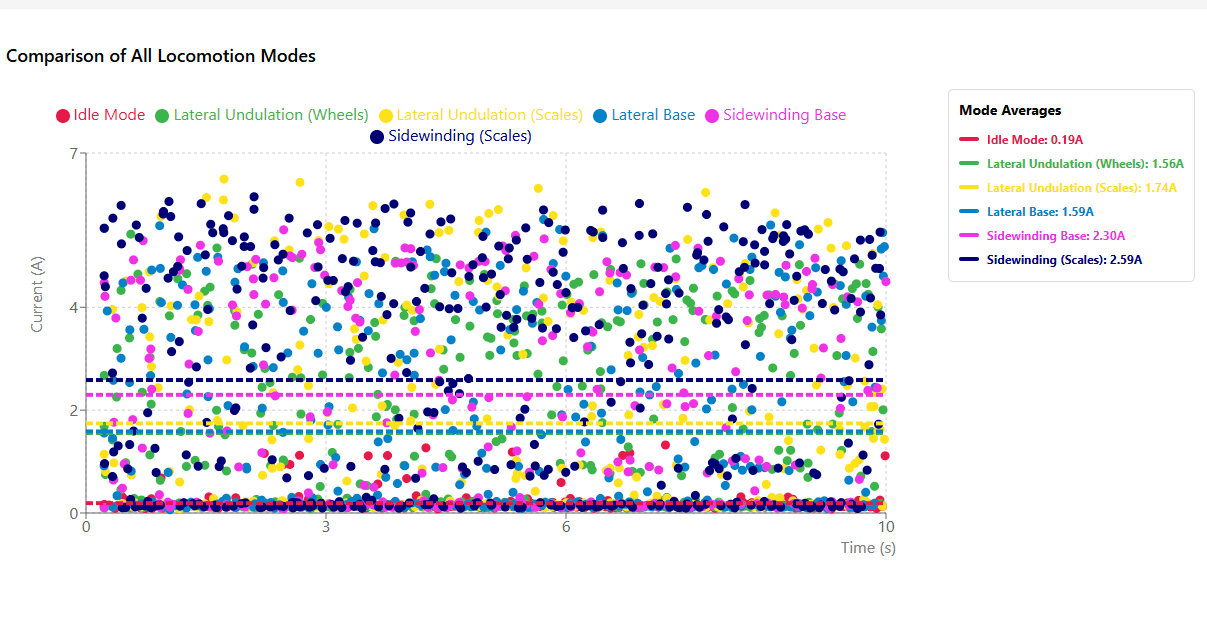 Comparison of All Locomotion Modes
Idle Mode Lateral Undulation (Wheels) Lateral Undulation (Scales) Lateral Base Sidewinding Base
Sidewinding (Scales)
7
4
2
0
Current (A)
0 3 6 10
Time (s)
Mode Averages
Idle Mode: 0.19A
Lateral Undulation (Wheels): 1.56A
Lateral Undulation (Scales): 1.74A
Lateral Base: 1.59A
Sidewinding Base: 2.30A
Sidewinding (Scales): 2.59A